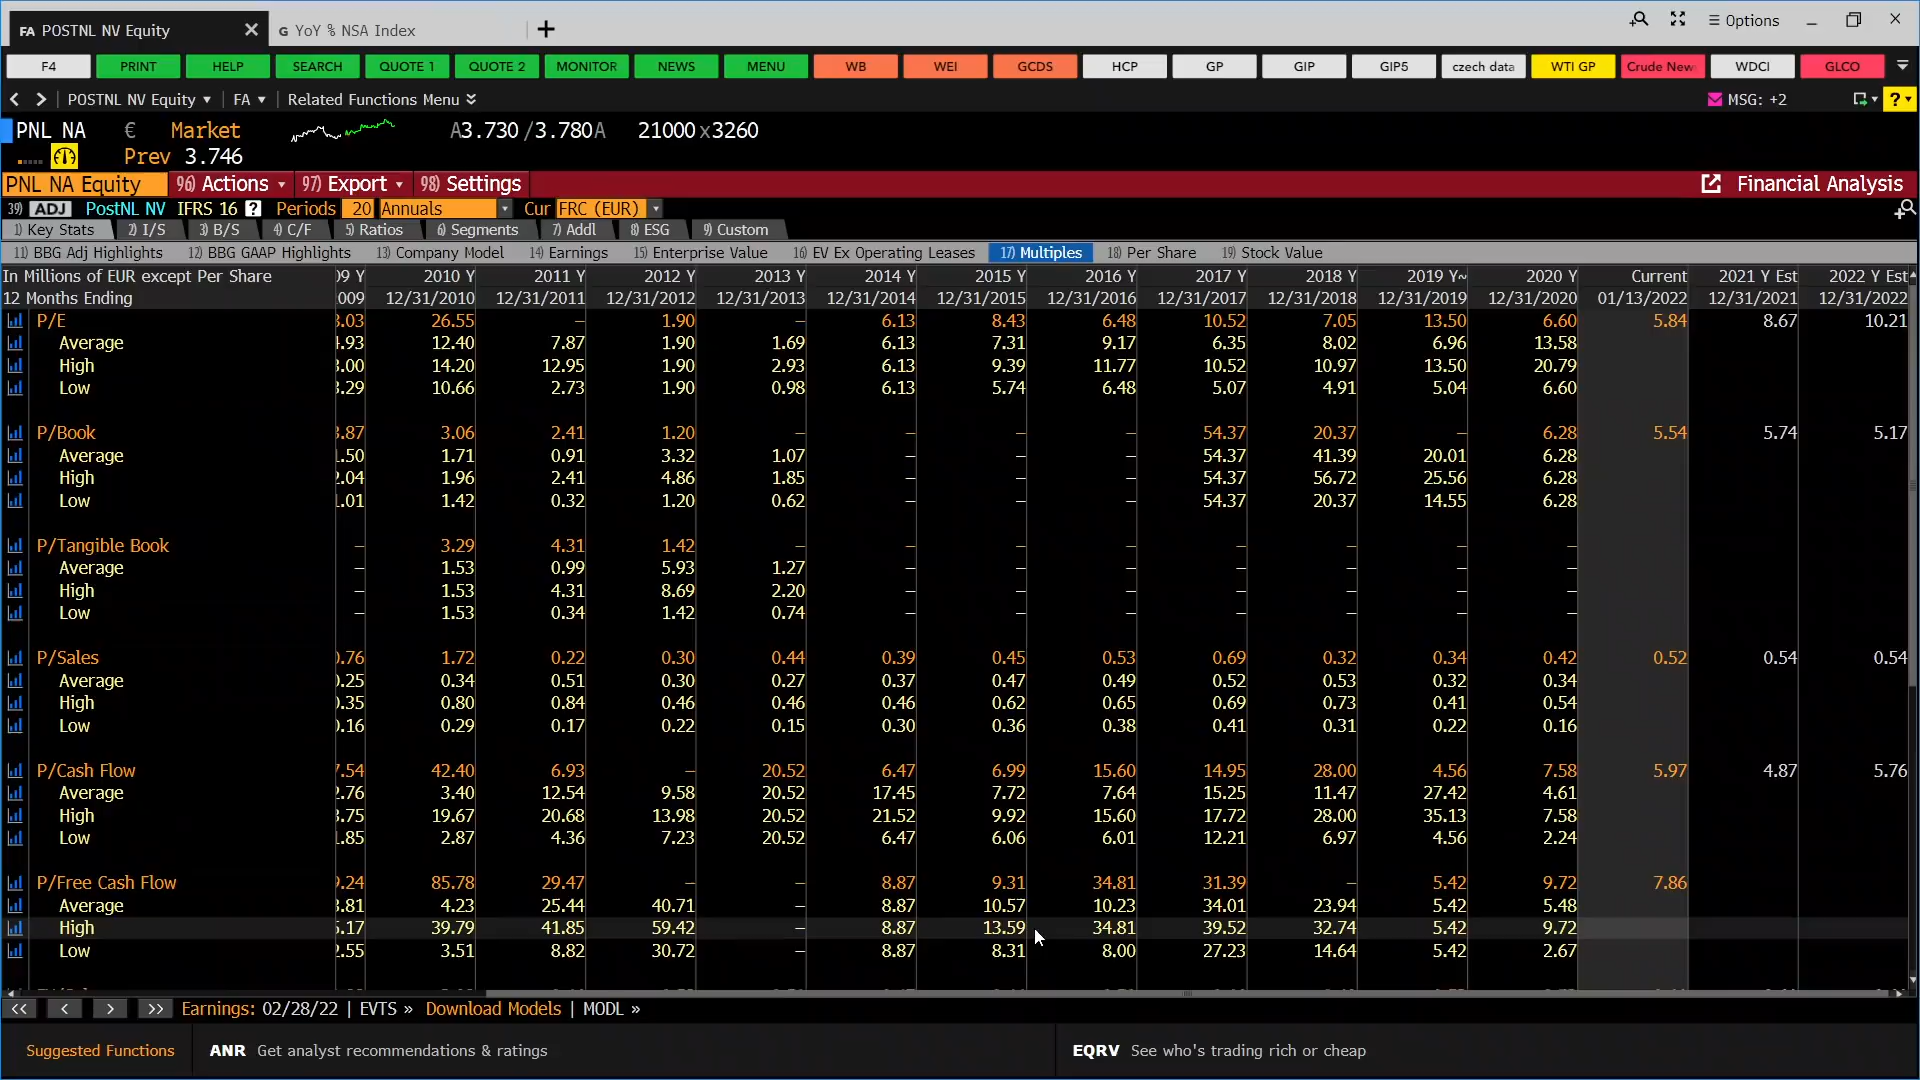 FA POSTNL NV Equity G YoY % NSA Index Options
F4 PRINT HELP SEARCH QUOTE 1 QUOTE 2 MONITOR NEWS MENU WB WEI GCDS HCP GP GIP GIP5 czech data WTI GP Crude New WDCI GLCO
POSTNL NV Equity FA Related Functions Menu MSG: +2 ?
PNL NA € Market A3.730 /3.780A 21000x3260
Prev 3.746
PNL NA Equity 96) Actions 97) Export 98) Settings Financial Analysis
39) ADJ PostNL NV IFRS 16 ? Periods 20 Annuals Cur FRC (EUR)
1) Key Stats 2) I/S 3) B/S 4) C/F 5) Ratios 6) Segments 7) Addl 8) ESG 9) Custom
11) BBG Adj Highlights 12) BBG GAAP Highlights 13) Company Model 14) Earnings 15) Enterprise Value 16) EV Ex Operating Leases 17) Multiples 18) Per Share 19) Stock Value
In Millions of EUR except Per Share 09 Y 2010 Y 2011 Y 2012 Y 2013 Y 2014 Y 2015 Y 2016 Y 2017 Y 2018 Y 2019 Y~ 2020 Y Current 2021 Y Est 2022 Y Est
12 Months Ending 2009 12/31/2010 12/31/2011 12/31/2012 12/31/2013 12/31/2014 12/31/2015 12/31/2016 12/31/2017 12/31/2018 12/31/2019 12/31/2020 01/13/2022 12/31/2021 12/31/2022
P/E .03 26.55 – 1.90 – 6.13 8.43 6.48 10.52 7.05 13.50 6.60 5.84 8.67 10.21
Average .93 12.40 7.87 1.90 1.69 6.13 7.31 9.17 6.35 8.02 6.96 13.58
High .00 14.20 12.95 1.90 2.93 6.13 9.39 11.77 10.52 10.97 13.50 20.79
Low .29 10.66 2.73 1.90 0.98 6.13 5.74 6.48 5.07 4.91 5.04 6.60
P/Book .87 3.06 2.41 1.20 – – – – 54.37 20.37 – 6.28 5.54 5.74 5.17
Average .50 1.71 0.91 3.32 1.07 – – – 54.37 41.39 20.01 6.28
High .04 1.96 2.41 4.86 1.85 – – – 54.37 56.72 25.56 6.28
Low .01 1.42 0.32 1.20 0.62 – – – 54.37 20.37 14.55 6.28
P/Tangible Book – 3.29 4.31 1.42 – – – – – – – –
Average – 1.53 0.99 5.93 1.27 – – – – – – –
High – 1.53 4.31 8.69 2.20 – – – – – – –
Low – 1.53 0.34 1.42 0.74 – – – – – – –
P/Sales .76 1.72 0.22 0.30 0.44 0.39 0.45 0.53 0.69 0.32 0.34 0.42 0.52 0.54 0.54
Average .25 0.34 0.51 0.30 0.27 0.37 0.47 0.49 0.52 0.53 0.32 0.34
High .35 0.80 0.84 0.46 0.46 0.46 0.62 0.65 0.69 0.73 0.41 0.54
Low .16 0.29 0.17 0.22 0.15 0.30 0.36 0.38 0.41 0.31 0.22 0.16
P/Cash Flow .54 42.40 6.93 – 20.52 6.47 6.99 15.60 14.95 28.00 4.56 7.58 5.97 4.87 5.76
Average .76 3.40 12.54 9.58 20.52 17.45 7.72 7.64 15.25 11.47 27.42 4.61
High .75 19.67 20.68 13.98 20.52 21.52 9.92 15.60 17.72 28.00 35.13 7.58
Low .85 2.87 4.36 7.23 20.52 6.47 6.06 6.01 12.21 6.97 4.56 2.24
P/Free Cash Flow .24 85.78 29.47 – – 8.87 9.31 34.81 31.39 – 5.42 9.72 7.86
Average .81 4.23 25.44 40.71 – 8.87 10.57 10.23 34.01 23.94 5.42 5.48
High .17 39.79 41.85 59.42 – 8.87 13.59 34.81 39.52 32.74 5.42 9.72
Low .55 3.51 8.82 30.72 – 8.87 8.31 8.00 27.23 14.64 5.42 2.67
<< < > >> Earnings: 02/28/22 | EVTS » Download Models | MODL »
Suggested Functions ANR Get analyst recommendations & ratings EQRV See who's trading rich or cheap